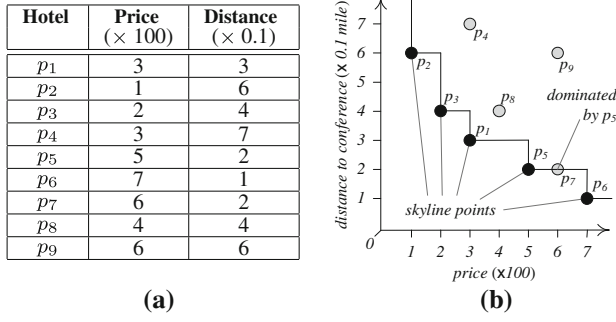 Hotel Price Distance
(× 100) (× 0.1)
p1 3 3
p2 1 6
p3 2 4
p4 3 7
p5 5 2
p6 7 1
p7 6 2
p8 4 4
p9 6 6
(a)
distance to conference (× 0.1 mile)
7
6
5
4
3
2
1
0
p4
p2
p9
p3
p8
dominated
by p5
p1
p5
p7
p6
skyline points
1 2 3 4 5 6 7
price (×100)
(b)